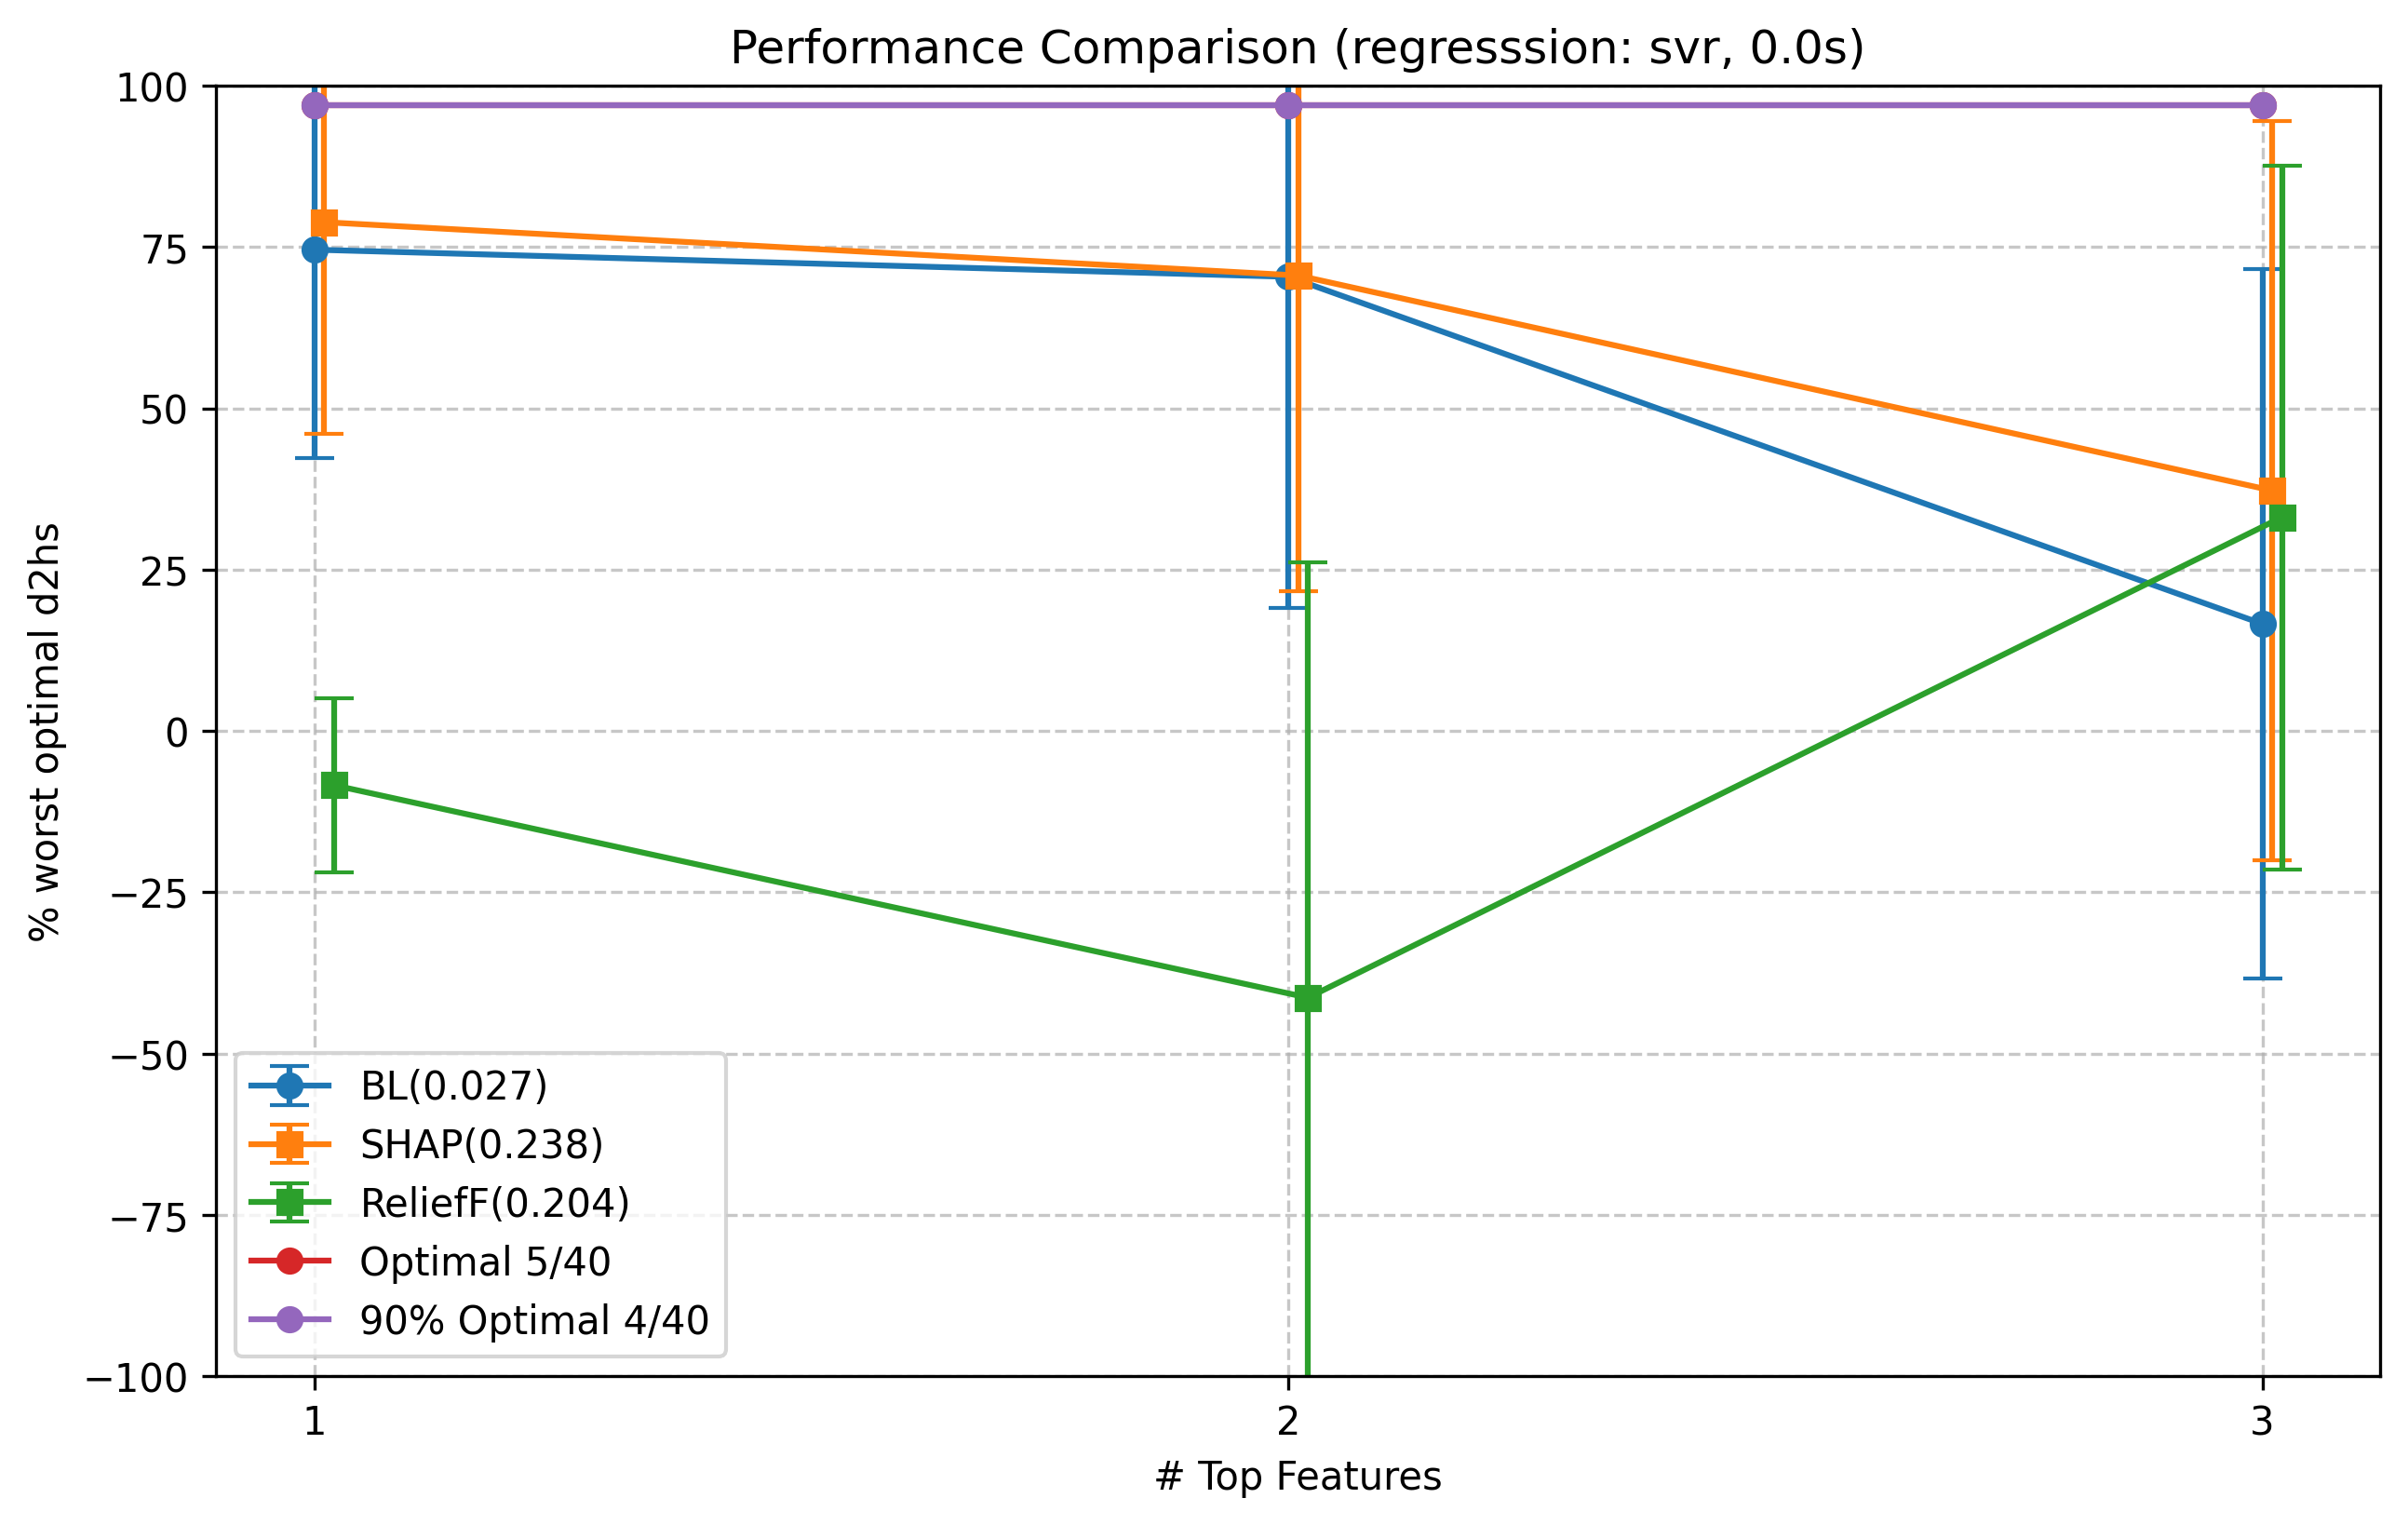 Performance Comparison (regresssion: svr, 0.0s)
% worst optimal d2hs
100
75
50
25
0
−25
−50
−75
−100
BL(0.027)
SHAP(0.238)
ReliefF(0.204)
Optimal 5/40
90% Optimal 4/40
1
2
3
# Top Features